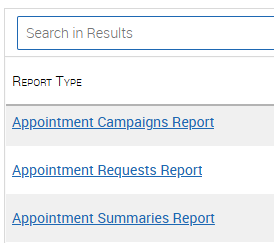 Search in Results
Report Type
Appointment Campaigns Report
Appointment Requests Report
Appointment Summaries Report